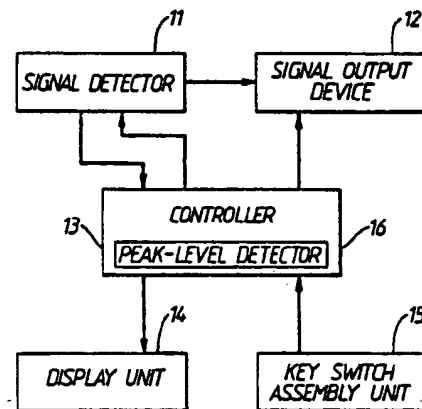 11
12
SIGNAL DETECTOR
SIGNAL OUTPUT
DEVICE
CONTROLLER
13
16
PEAK-LEVEL DETECTOR
14
15
DISPLAY UNIT
KEY SWITCH
ASSEMBLY UNIT